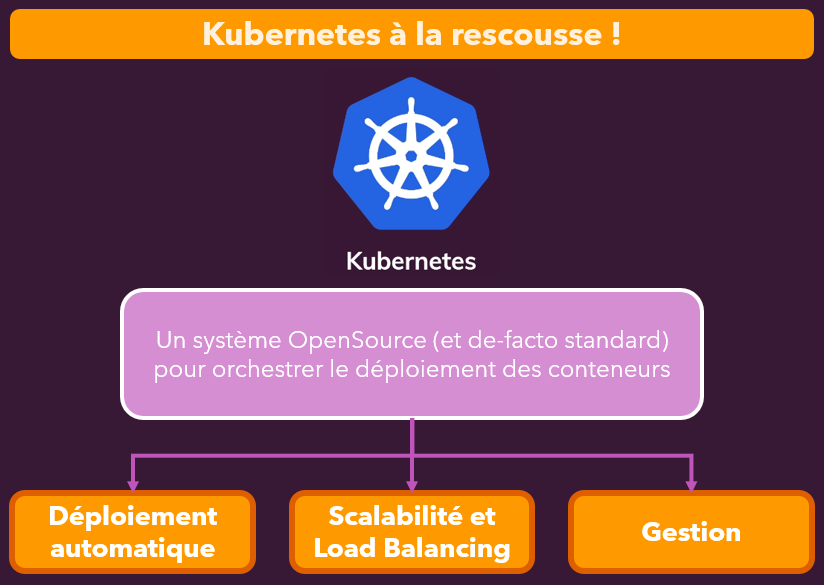 Kubernetes à la rescousse !
Kubernetes
Un système OpenSource (et de-facto standard)
pour orchestrer le déploiement des conteneurs
Déploiement
automatique
Scalabilité et
Load Balancing
Gestion